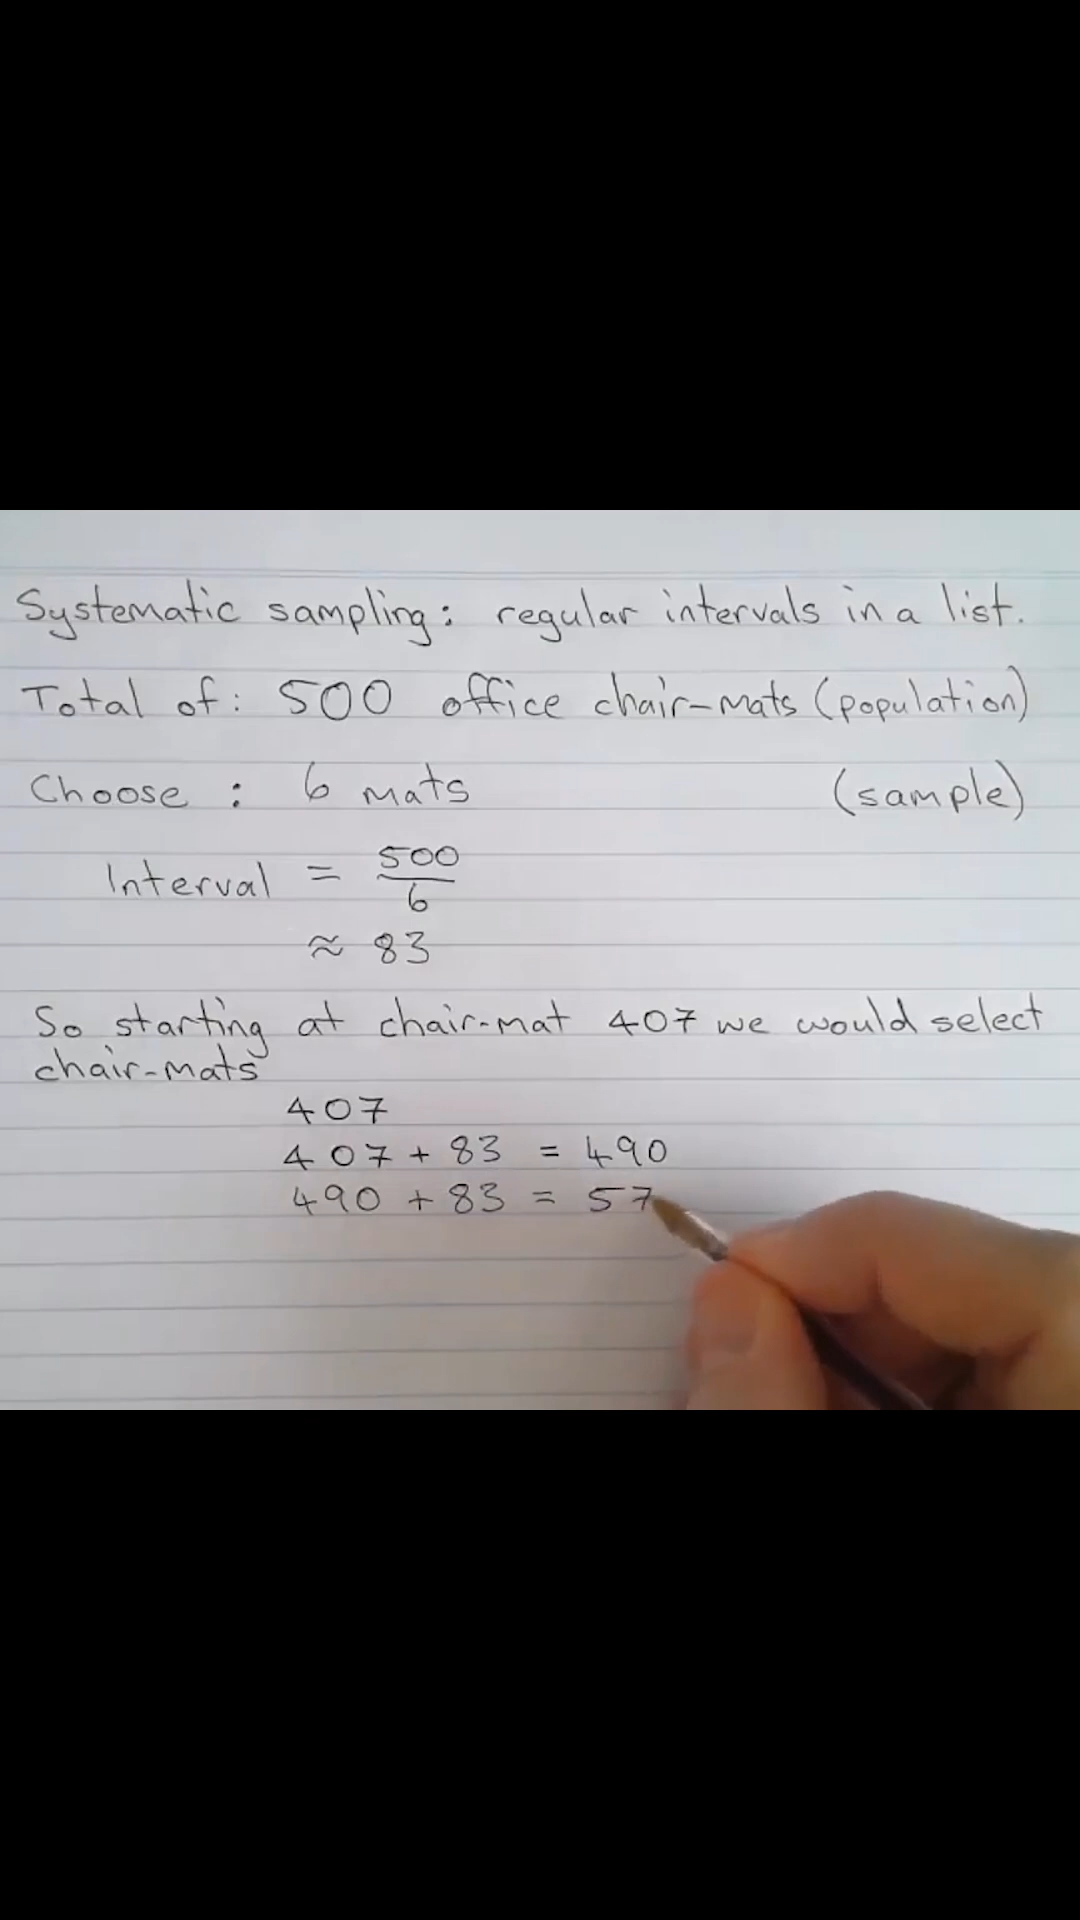 Systematic sampling: regular intervals in a list.
Total of: 500 office chair-mats (population)
Choose : 6 mats (sample)
Interval = 500/6
≈ 83
So starting at chair-mat 407 we would select
chair-mats
407
407 + 83 = 490
490 + 83 = 57